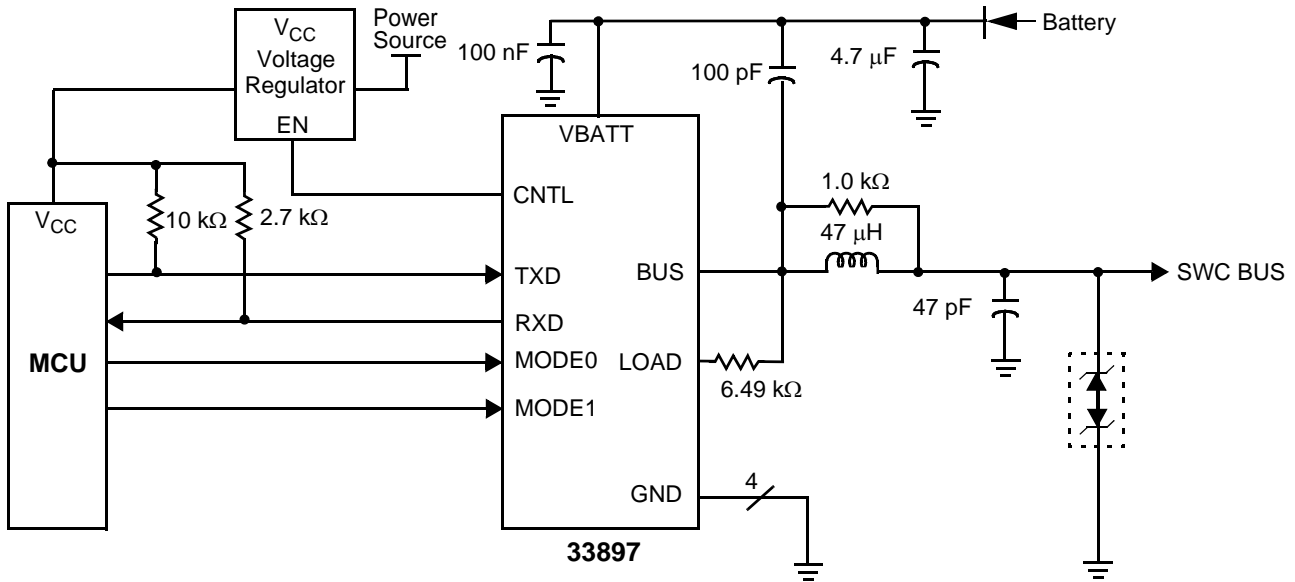 V_CC
Voltage
Regulator
EN
Power
Source
100 nF
100 pF
4.7 μF
Battery
VBATT
CNTL
V_CC
10 kΩ
2.7 kΩ
1.0 kΩ
47 μH
TXD
BUS
SWC BUS
47 pF
RXD
MCU
MODE0
LOAD
6.49 kΩ
MODE1
4
GND
33897